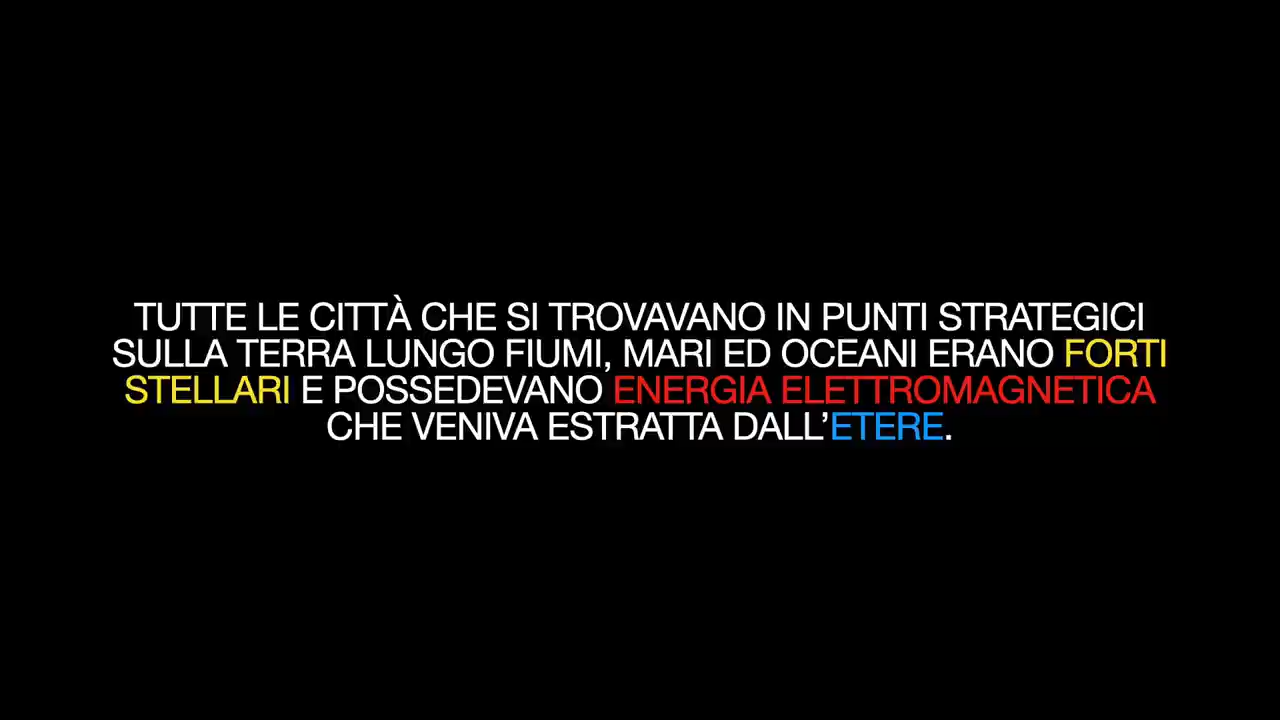 TUTTE LE CITTÀ CHE SI TROVAVANO IN PUNTI STRATEGICI
SULLA TERRA LUNGO FIUMI, MARI ED OCEANI ERANO FORTI
STELLARI E POSSEDEVANO ENERGIA ELETTROMAGNETICA
CHE VENIVA ESTRATTA DALL’ETERE.